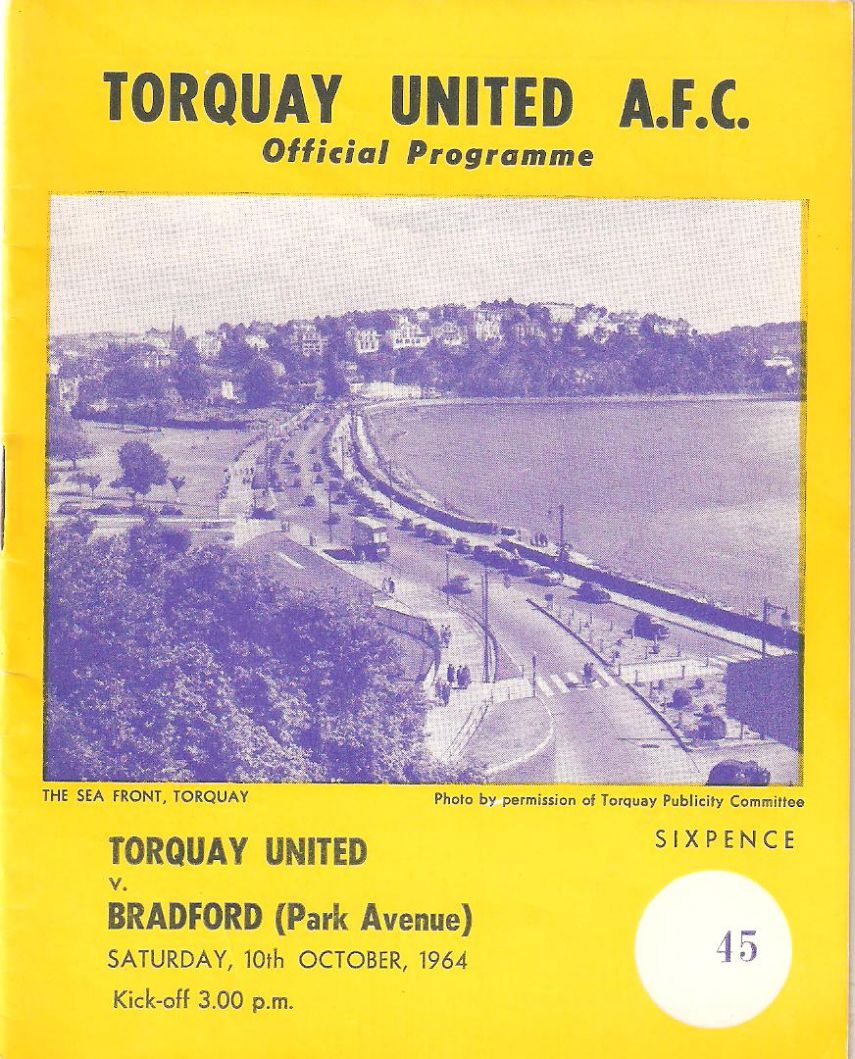 TORQUAY UNITED A.F.C.
Official Programme
THE SEA FRONT, TORQUAY
Photo by permission of Torquay Publicity Committee
SIXPENCE
TORQUAY UNITED
v.
BRADFORD (Park Avenue)
SATURDAY, 10th OCTOBER, 1964
Kick-off 3.00 p.m.
45